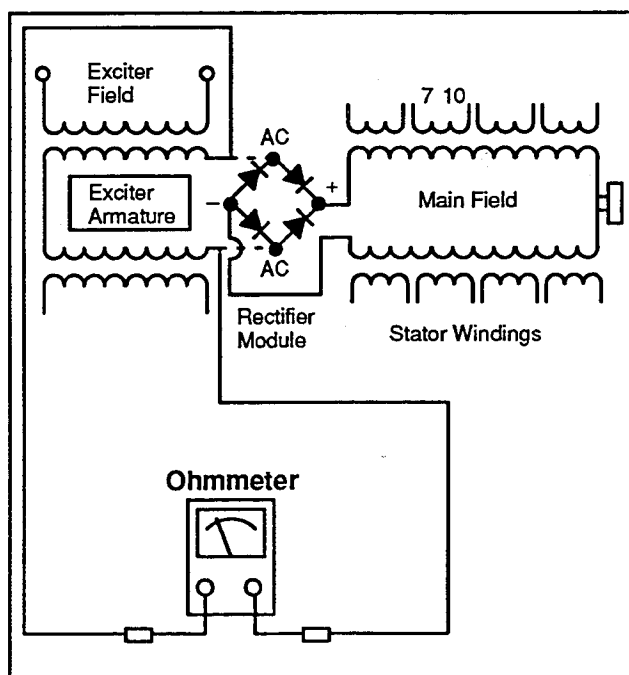 Exciter
Field
7 10
AC
Exciter
Armature
–
+
Main Field
AC
Rectifier
Module
Stator Windings
Ohmmeter